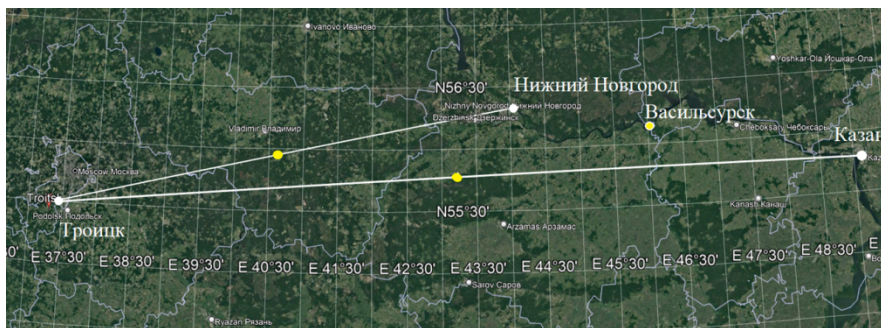 Ivanovo Иваново
Yoshkar-Ola Йошкар-Ола
N56°30'
Нижний Новгород
Nizhny Novgorod Нижний Новгород
Dzerzhinsk Дзержинск
Васильсурск
Vladimir Владимир
Cheboksary Чебоксары
Казан
Kaz
Moscow Москва
Troits
Podolsk Подольск
Троицк
N55°30'
Kanash Канаш
Arzamas Арзамас
30'
E 37°30'
E 38°30'
E 39°30'
E 40°30'
E 41°30'
E 42°30'
E 43°30'
E 44°30'
E 45°30'
E 46°30'
E 47°30'
E 48°30'
E
Sarov Саров
Ryazan Рязань